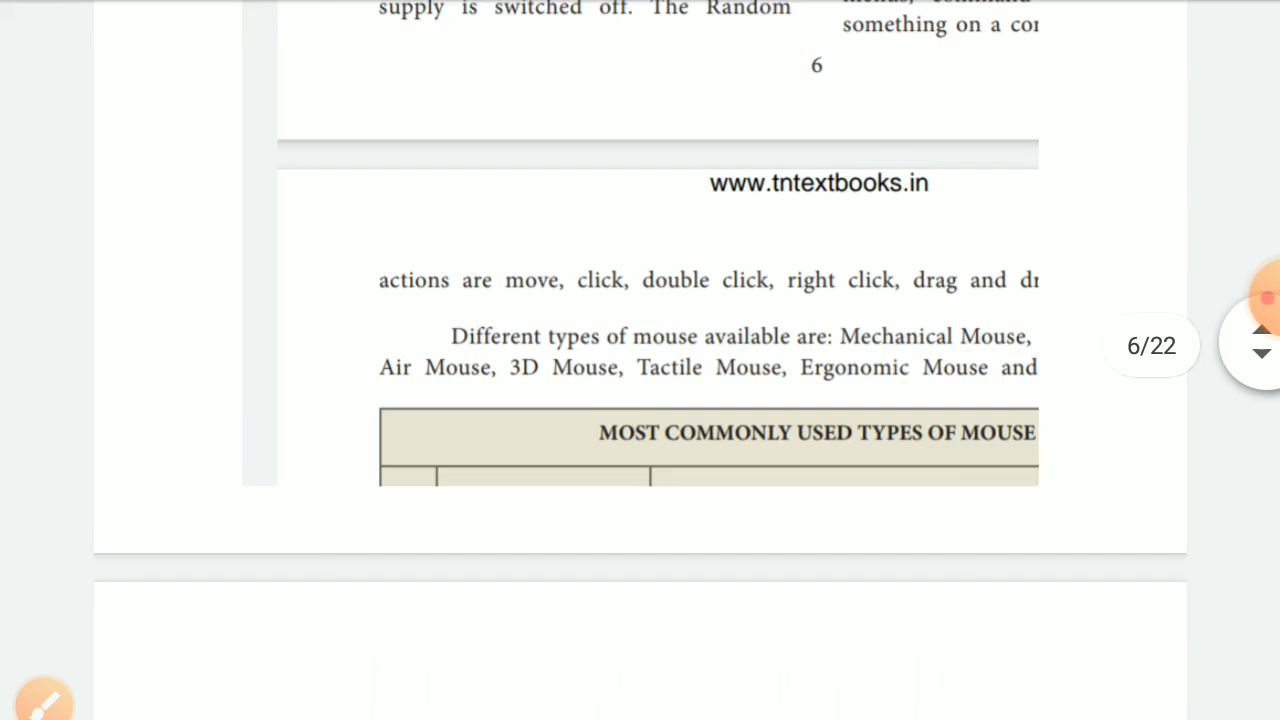 supply is switched off. The Random
something on a
6
www.tntextbooks.in
actions are move, click, double click, right click, drag and
Different types of mouse available are: Mechanical Mouse,
Air Mouse, 3D Mouse, Tactile Mouse, Ergonomic Mouse and
6/22
MOST COMMONLY USED TYPES OF MOUSE